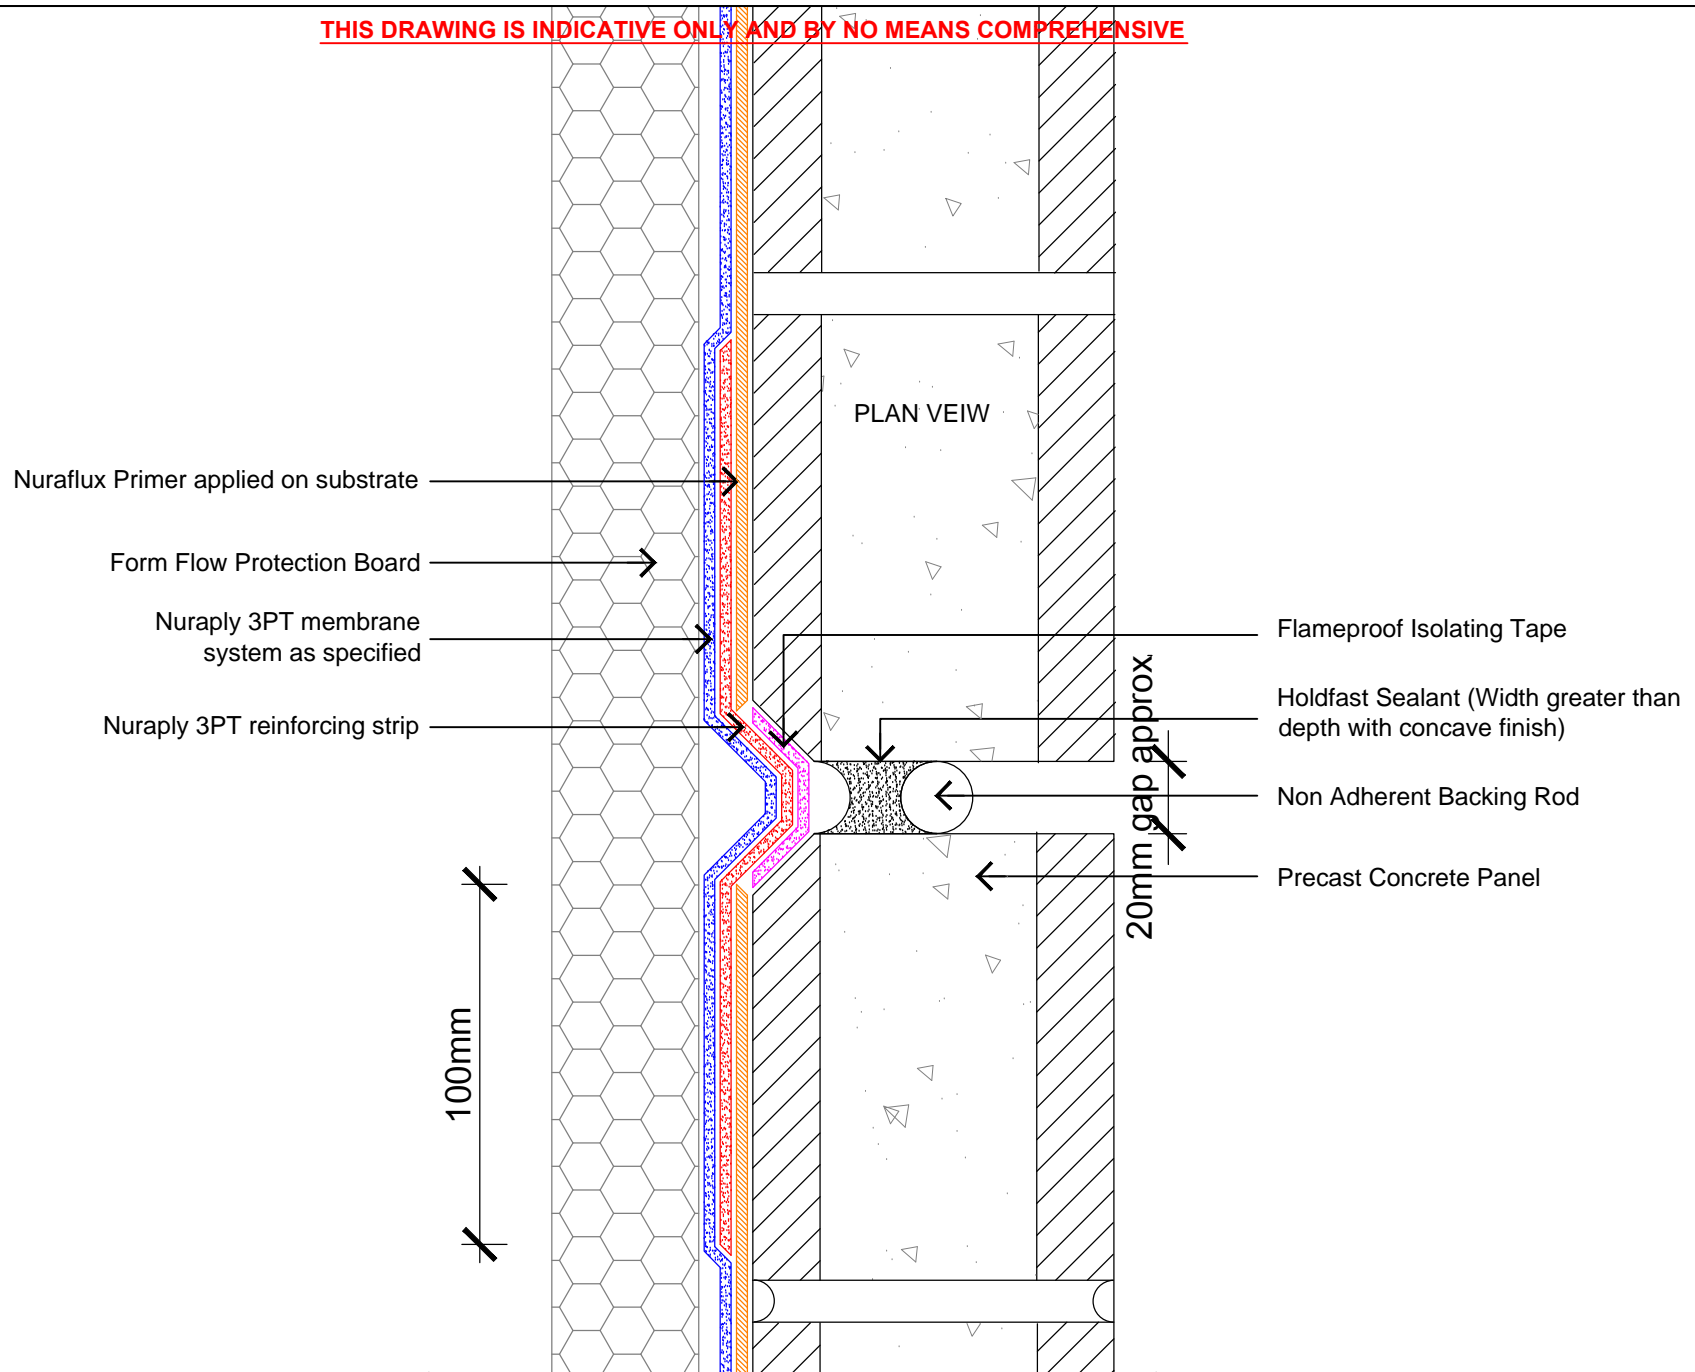 THIS DRAWING IS INDICATIVE ONLY AND BY NO MEANS COMPREHENSIVE
PLAN VEIW
Nuraflux Primer applied on substrate
Form Flow Protection Board
Nuraply 3PT membrane
system as specified
Nuraply 3PT reinforcing strip
Flameproof Isolating Tape
Holdfast Sealant (Width greater than
depth with concave finish)
Non Adherent Backing Rod
Precast Concrete Panel
20mm gap approx.
100mm